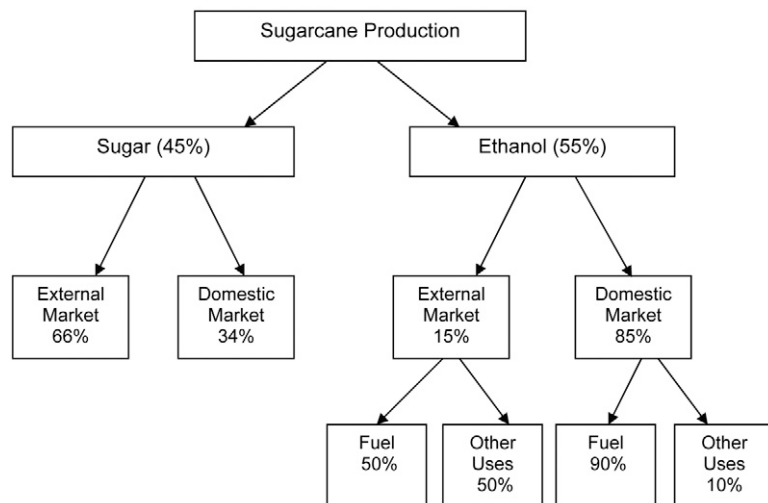 Sugarcane Production
Sugar (45%)
Ethanol (55%)
External
Market
66%
Domestic
Market
34%
External
Market
15%
Domestic
Market
85%
Fuel
50%
Other
Uses
50%
Fuel
90%
Other
Uses
10%